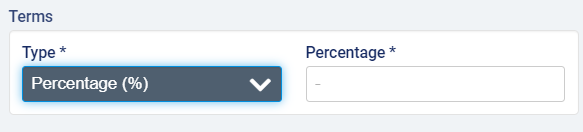 Terms
Type * Percentage *
Percentage (%) -